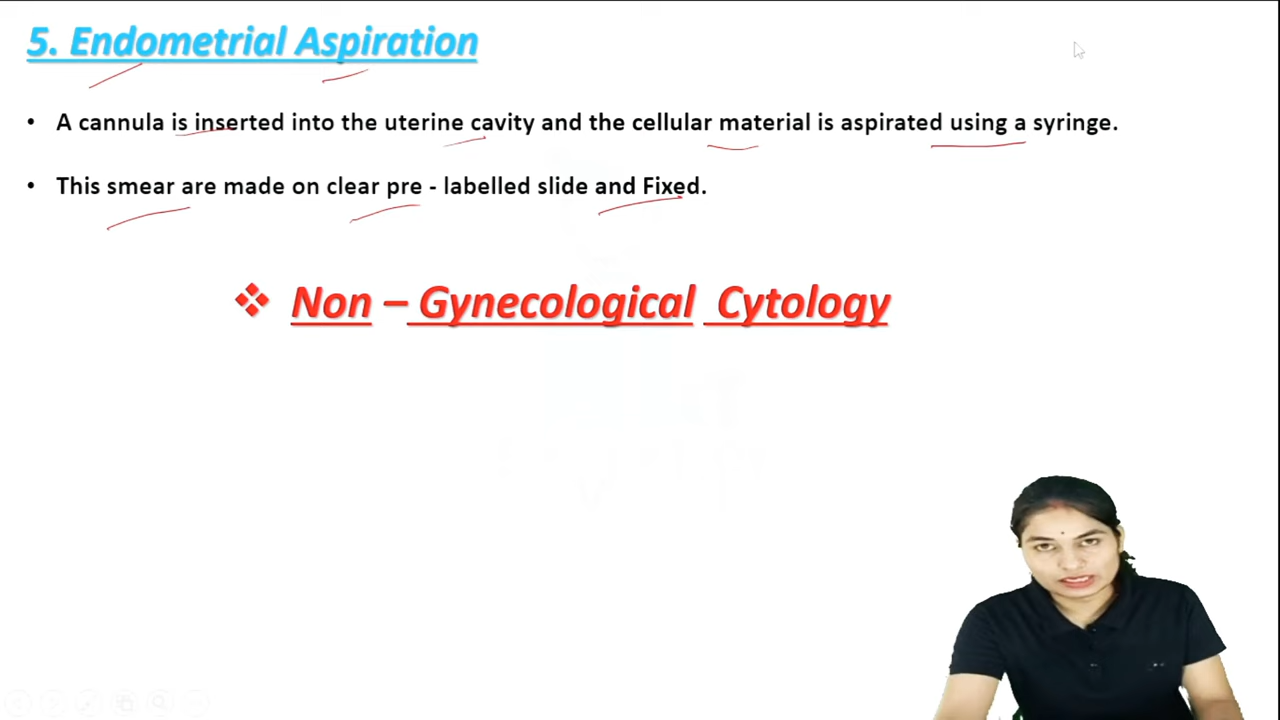 5. Endometrial Aspiration
• A cannula is inserted into the uterine cavity and the cellular material is aspirated using a syringe.
• This smear are made on clear pre - labelled slide and Fixed.
❖ Non – Gynecological Cytology